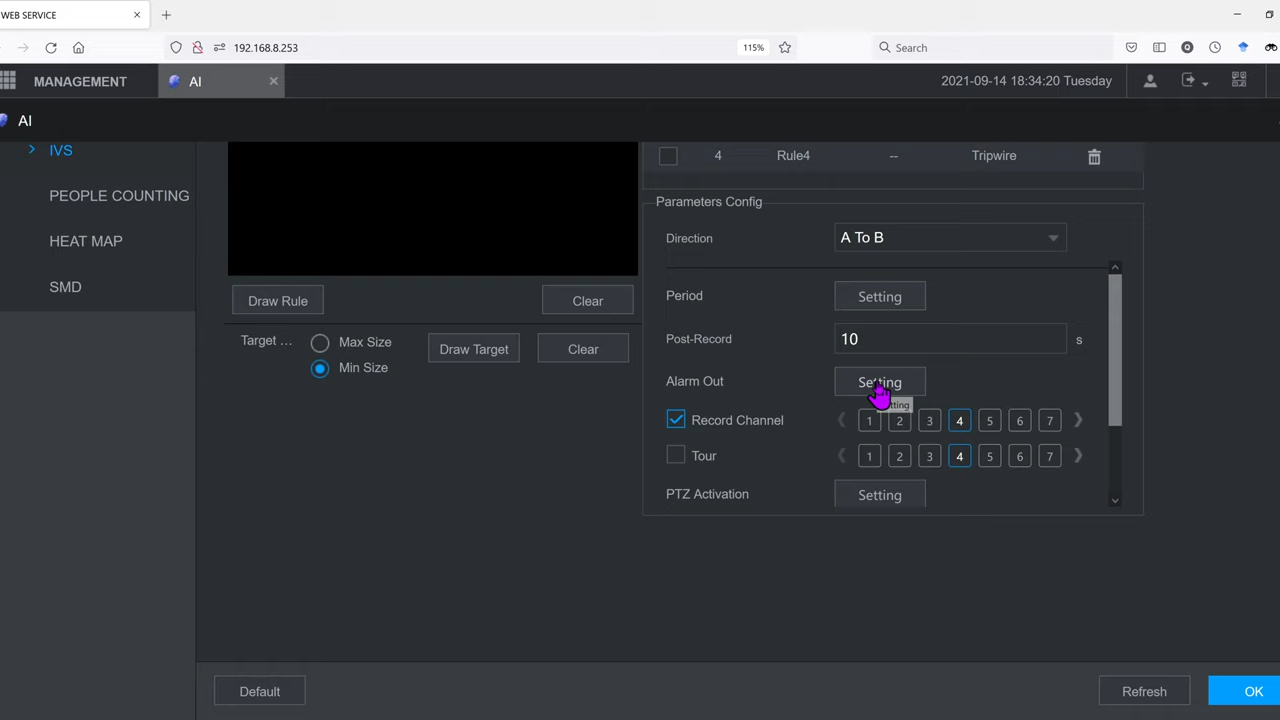 WEB SERVICE
192.168.8.253
115%
Search
MANAGEMENT
AI
2021-09-14 18:34:20 Tuesday
AI
IVS
PEOPLE COUNTING
HEAT MAP
SMD
4 Rule4 -- Tripwire
Parameters Config
Direction A To B
Period Setting
Draw Rule Clear
Post-Record 10 s
Target ... Max Size Draw Target Clear
Min Size
Alarm Out Setting
Record Channel 1 2 3 4 5 6 7
Tour 1 2 3 4 5 6 7
PTZ Activation Setting
Default Refresh OK